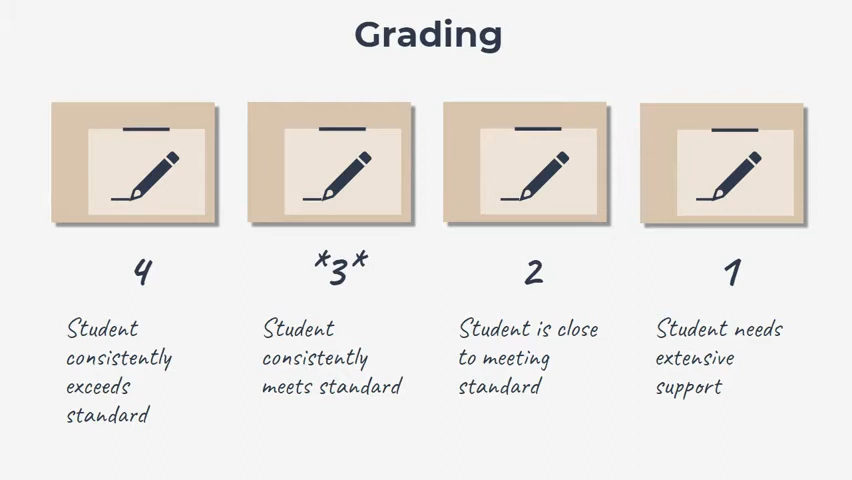 Grading
4
Student
consistently
exceeds
standard
*3*
Student
consistently
meets standard
2
Student is close
to meeting
standard
1
Student needs
extensive
support